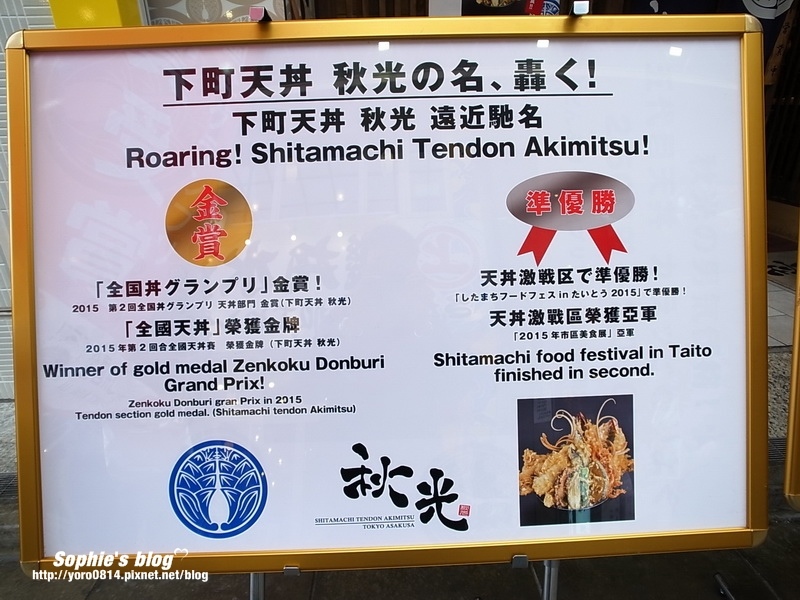 下町天丼 秋光の名、轟く!
下町天丼 秋光 遠近馳名
Roaring! Shitamachi Tendon Akimitsu!
金賞
「全国丼グランプリ」金賞!
2015 第2回全国丼グランプリ 天丼部門 金賞(下町天丼 秋光)
「全國天丼」榮獲金牌
2015年第2回合全國天丼賽 榮獲金牌 (下町天丼 秋光)
Winner of gold medal Zenkoku Donburi
Grand Prix!
Zenkoku Donburi gran Prix in 2015
Tendon section gold medal. (Shitamachi tendon Akimitsu)
準優勝
天丼激戦区で準優勝!
「したまちフードフェス in たいとう 2015」で準優勝!
天丼激戰區榮獲亞軍
「2015年市區美食展」亞軍
Shitamachi food festival in Taito
finished in second.
秋光
SHITAMACHI TENDON AKIMITSU
TOKYO ASAKUSA
Sophie's blog♡
http://yoro0814.pixnet.net/blog